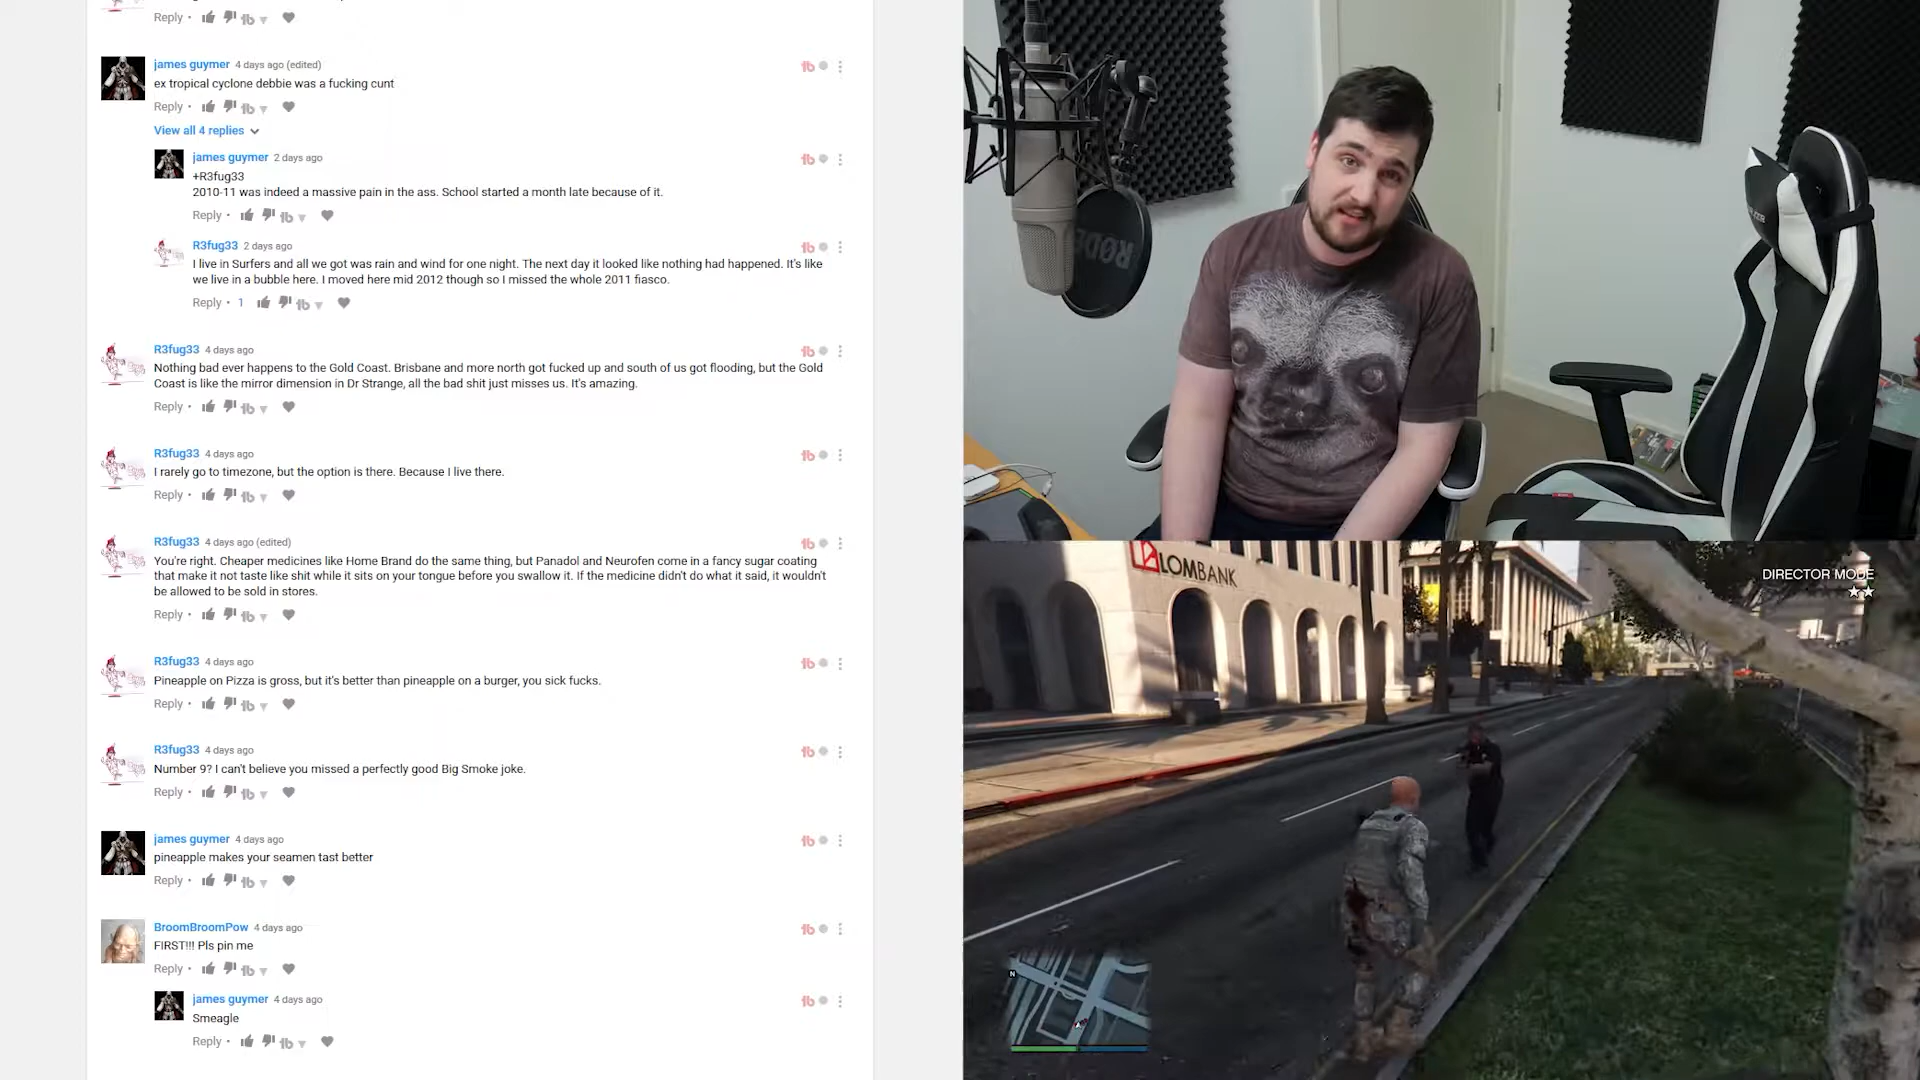 Reply •
james guymer 4 days ago (edited)
ex tropical cyclone debbie was a fucking cunt
Reply •
View all 4 replies
james guymer 2 days ago
+R3fug33
2010-11 was indeed a massive pain in the ass. School started a month late because of it.
Reply •
R3fug33 2 days ago
I live in Surfers and all we got was rain and wind for one night. The next day it looked like nothing had happened. It's like
we live in a bubble here. I moved here mid 2012 though so I missed the whole 2011 fiasco.
Reply • 1
R3fug33 4 days ago
Nothing bad ever happens to the Gold Coast. Brisbane and more north got fucked up and south of us got flooding, but the Gold
Coast is like the mirror dimension in Dr Strange, all the bad shit just misses us. It's amazing.
Reply •
R3fug33 4 days ago
I rarely go to timezone, but the option is there. Because I live there.
Reply •
R3fug33 4 days ago (edited)
You're right. Cheaper medicines like Home Brand do the same thing, but Panadol and Neurofen come in a fancy sugar coating
that make it not taste like shit while it sits on your tongue before you swallow it. If the medicine didn't do what it said, it wouldn't
be allowed to be sold in stores.
Reply •
R3fug33 4 days ago
Pineapple on Pizza is gross, but it's better than pineapple on a burger, you sick fucks.
Reply •
R3fug33 4 days ago
Number 9? I can't believe you missed a perfectly good Big Smoke joke.
Reply •
james guymer 4 days ago
pineapple makes your seamen tast better
Reply •
BroomBroomPow 4 days ago
FIRST!!! Pls pin me
Reply •
james guymer 4 days ago
Smeagle
Reply •
RØDE
LOMBANK
DIRECTOR MODE
N